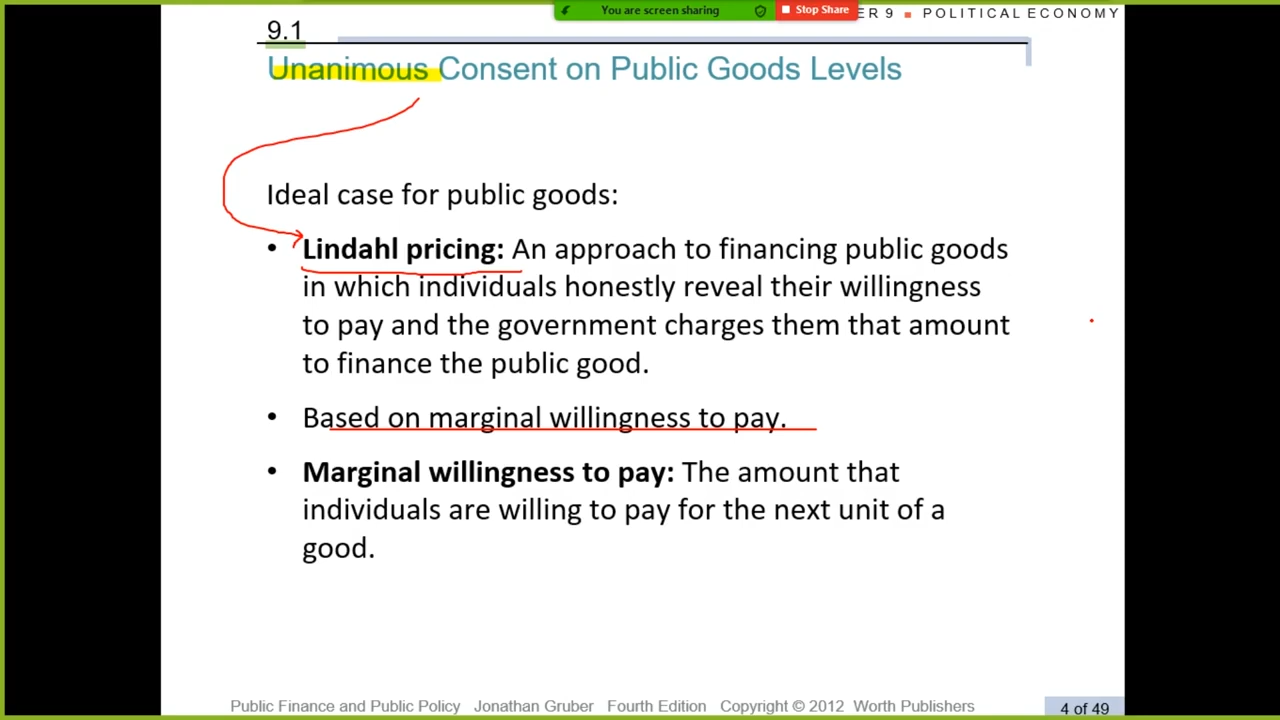 You are screen sharing
Stop Share
ER 9 ■ POLITICAL ECONOMY
9.1
Unanimous Consent on Public Goods Levels
Ideal case for public goods:
• Lindahl pricing: An approach to financing public goods
in which individuals honestly reveal their willingness
to pay and the government charges them that amount
to finance the public good.
• Based on marginal willingness to pay.
• Marginal willingness to pay: The amount that
individuals are willing to pay for the next unit of a
good.
Public Finance and Public Policy Jonathan Gruber Fourth Edition Copyright © 2012 Worth Publishers
4 of 49